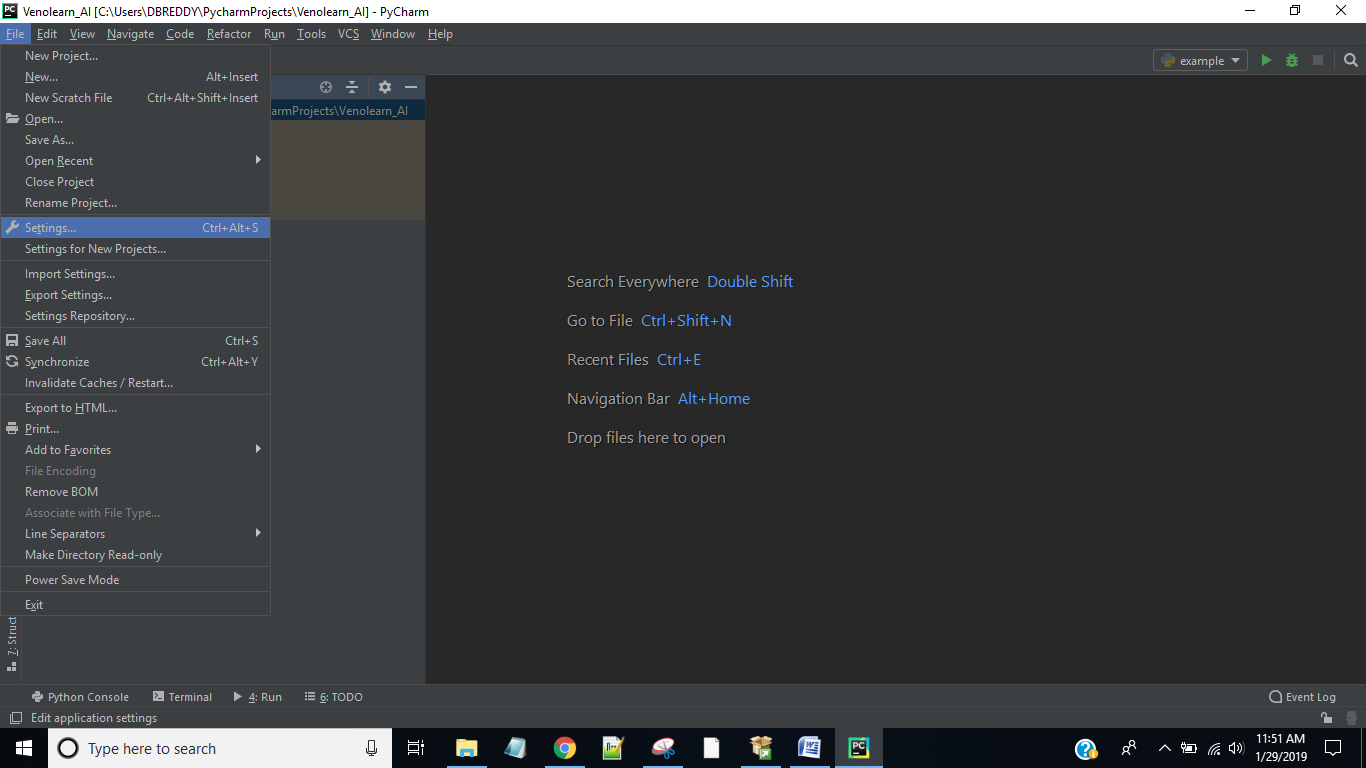 Venolearn_AI [C:\Users\DBREDDY\PycharmProjects\Venolearn_AI] - PyCharm
File Edit View Navigate Code Refactor Run Tools VCS Window Help
example
New Project...
New... Alt+Insert
New Scratch File Ctrl+Alt+Shift+Insert
Open...
Save As...
Open Recent
Close Project
Rename Project...
Settings... Ctrl+Alt+S
Settings for New Projects...
Import Settings...
Export Settings...
Settings Repository...
Save All Ctrl+S
Synchronize Ctrl+Alt+Y
Invalidate Caches / Restart...
Export to HTML...
Print...
Add to Favorites
File Encoding
Remove BOM
Associate with File Type...
Line Separators
Make Directory Read-only
Power Save Mode
Exit
armProjects\Venolearn_AI
Search Everywhere Double Shift
Go to File Ctrl+Shift+N
Recent Files Ctrl+E
Navigation Bar Alt+Home
Drop files here to open
7: Struct
Python Console Terminal 4: Run 6: TODO Event Log
Edit application settings
Type here to search
11:51 AM
1/29/2019